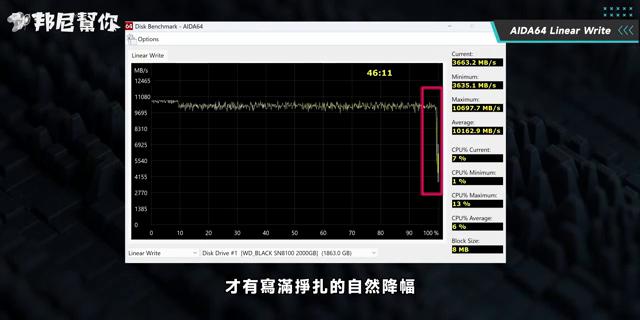 邦尼幫你
64 Disk Benchmark - AIDA64
AIDA64 Linear Write
Options
Linear Write
MB/s
46:11
12465
11080
9695
8310
6925
5540
4155
2770
1385
0
0 10 20 30 40 50 60 70 80 90 100 %
Current:
3663.2 MB/s
Minimum:
3635.1 MB/s
Maximum:
10697.7 MB/s
Average:
10162.9 MB/s
CPU% Current:
7 %
CPU% Minimum:
1 %
CPU% Maximum:
13 %
CPU% Average:
6 %
Block Size:
8 MB
Linear Write
Disk Drive #1 [WD_BLACK SN8100 2000GB] (1863.0 GB)
才有寫滿掙扎的自然降幅